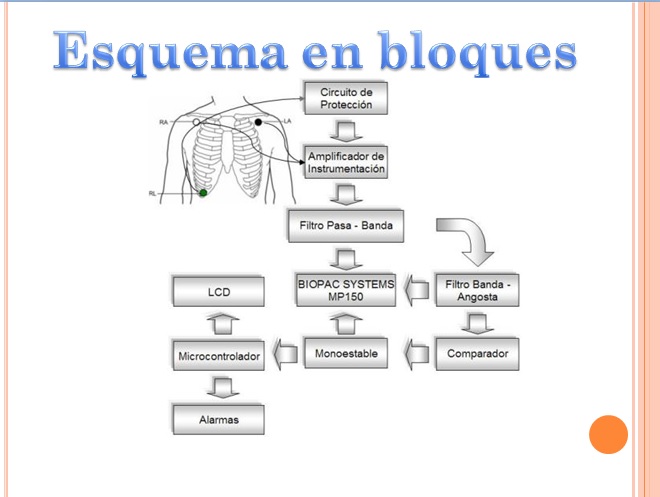 Esquema en bloques
Circuito de
Protección
RA
LA
Amplificador de
Instrumentación
RL
Filtro Pasa - Banda
LCD
BIOPAC SYSTEMS
MP150
Filtro Banda -
Angosta
Microcontrolador
Monoestable
Comparador
Alarmas